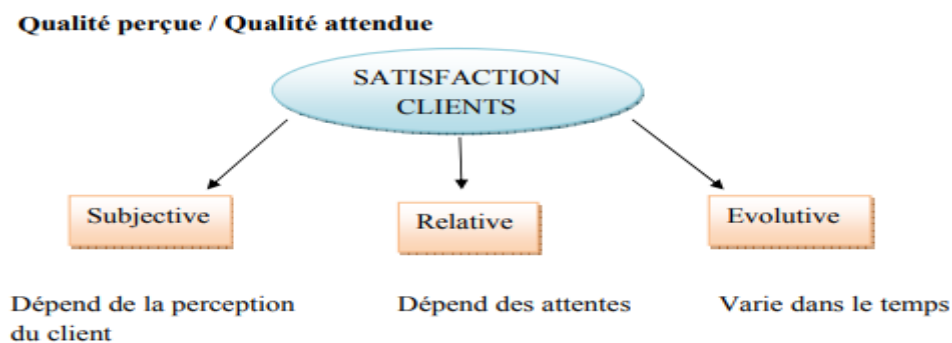 Qualité perçue / Qualité attendue
SATISFACTION
CLIENTS
Subjective
Relative
Evolutive
Dépend de la perception
du client
Dépend des attentes
Varie dans le temps